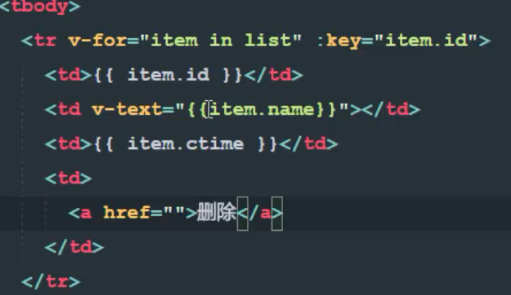 <tbody>
<tr v-for="item in list" :key="item.id">
<td>{{ item.id }}</td>
<td v-text="{{item.name}}"></td>
<td>{{ item.ctime }}</td>
<td>
<a href="">删除</a>
</td>
</tr>